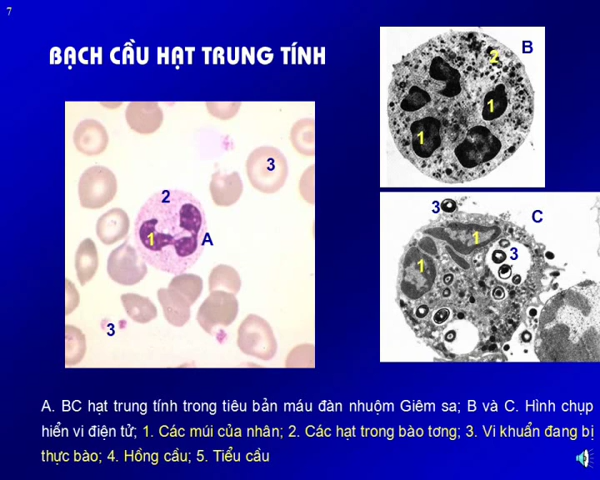 7
BẠCH CẦU HẠT TRUNG TÍNH
B
2
1
1
3
2
1
A
3
3
C
1
3
1
A. BC hạt trung tính trong tiêu bản máu đàn nhuộm Giêm sa; B và C. Hình chụp
hiển vi điện tử; 1. Các múi của nhân; 2. Các hạt trong bào tơng; 3. Vi khuẩn đang bị
thực bào; 4. Hồng cầu; 5. Tiểu cầu